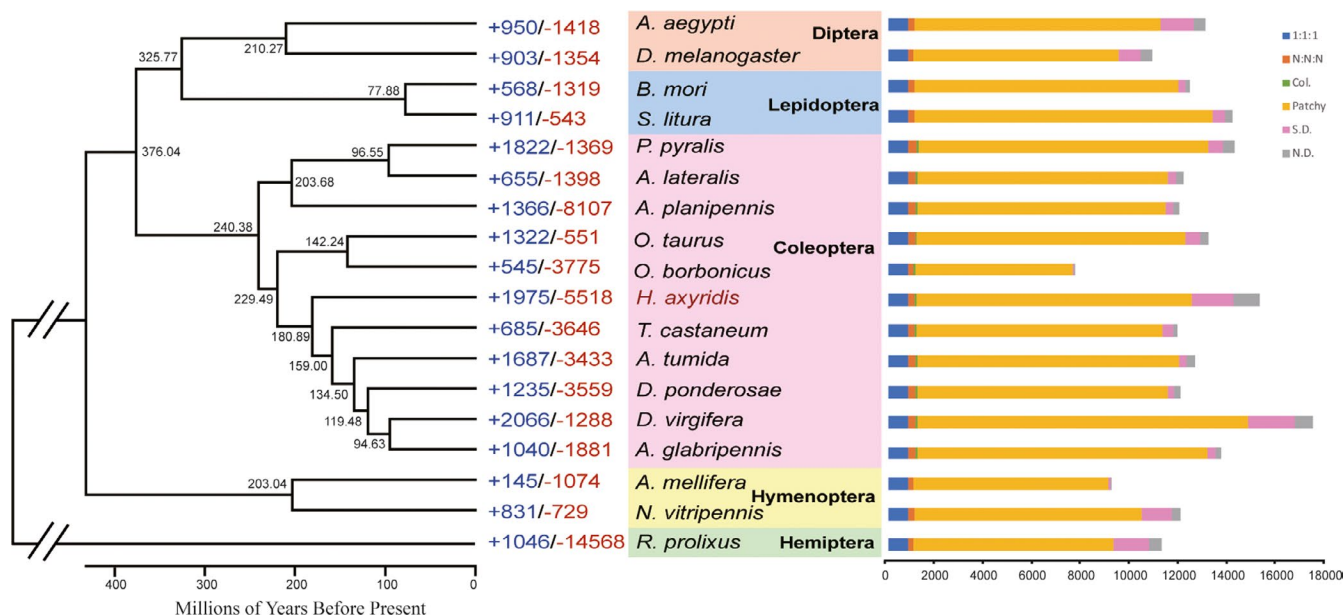 +950/-1418 A. aegypti
Diptera
+903/-1354 D. melanogaster
+568/-1319 B. mori
Lepidoptera
+911/-543 S. litura
+1822/-1369 P. pyralis
+655/-1398 A. lateralis
+1366/-8107 A. planipennis
+1322/-551 O. taurus
Coleoptera
+545/-3775 O. borbonicus
+1975/-5518 H. axyridis
+685/-3646 T. castaneum
+1687/-3433 A. tumida
+1235/-3559 D. ponderosae
+2066/-1288 D. virgifera
+1040/-1881 A. glabripennis
+145/-1074 A. mellifera
Hymenoptera
+831/-729 N. vitripennis
+1046/-14568 R. prolixus Hemiptera
325.77
210.27
77.88
376.04
96.55
203.68
240.38
142.24
229.49
180.89
159.00
134.50
119.48
94.63
203.04
400 300 200 100 0
Millions of Years Before Present
1:1:1
N:N:N
Col.
Patchy
S.D.
N.D.
0 2000 4000 6000 8000 10000 12000 14000 16000 18000